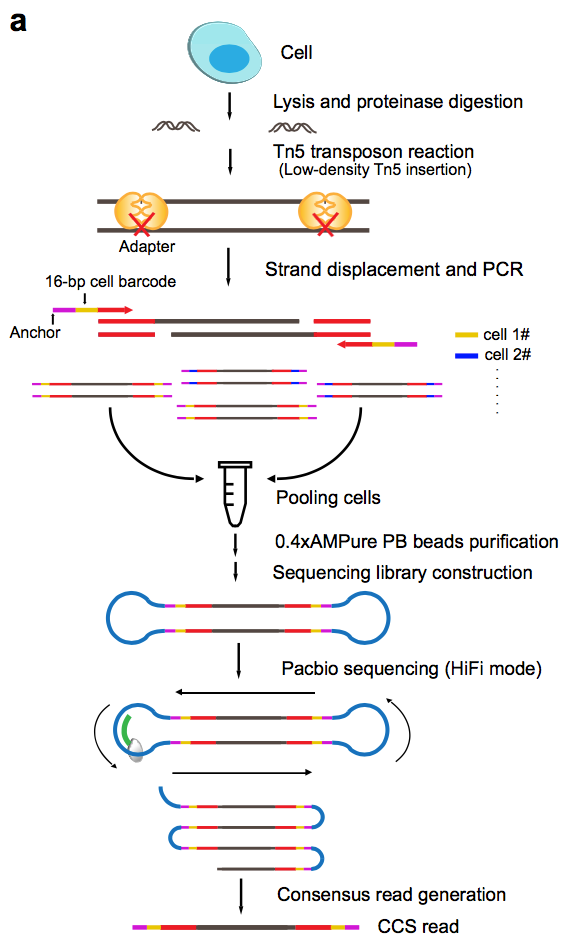 a
Cell
Lysis and proteinase digestion
Tn5 transposon reaction
(Low-density Tn5 insertion)
Adapter
Strand displacement and PCR
16-bp cell barcode
Anchor
cell 1#
cell 2#
Pooling cells
0.4xAMPure PB beads purification
Sequencing library construction
Pacbio sequencing (HiFi mode)
Consensus read generation
CCS read